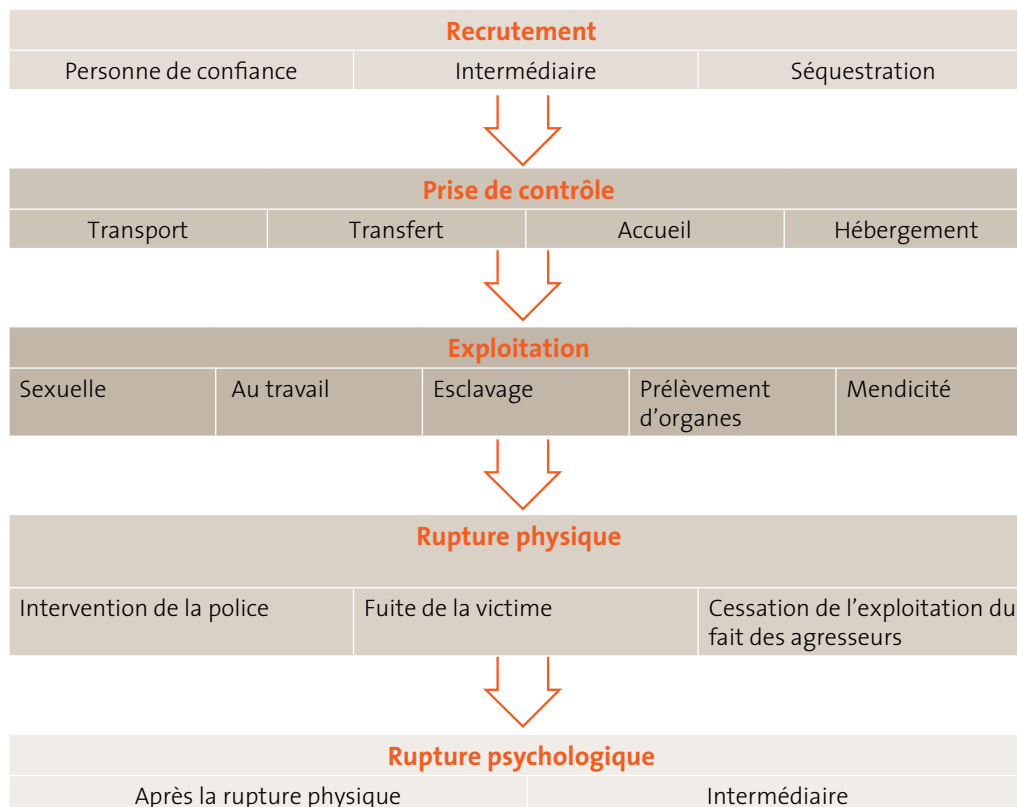 Recrutement
Personne de confiance Intermédiaire Séquestration
Prise de contrôle
Transport Transfert Accueil Hébergement
Exploitation
Sexuelle Au travail Esclavage Prélèvement d’organes Mendicité
Rupture physique
Intervention de la police Fuite de la victime Cessation de l’exploitation du fait des agresseurs
Rupture psychologique
Après la rupture physique Intermédiaire